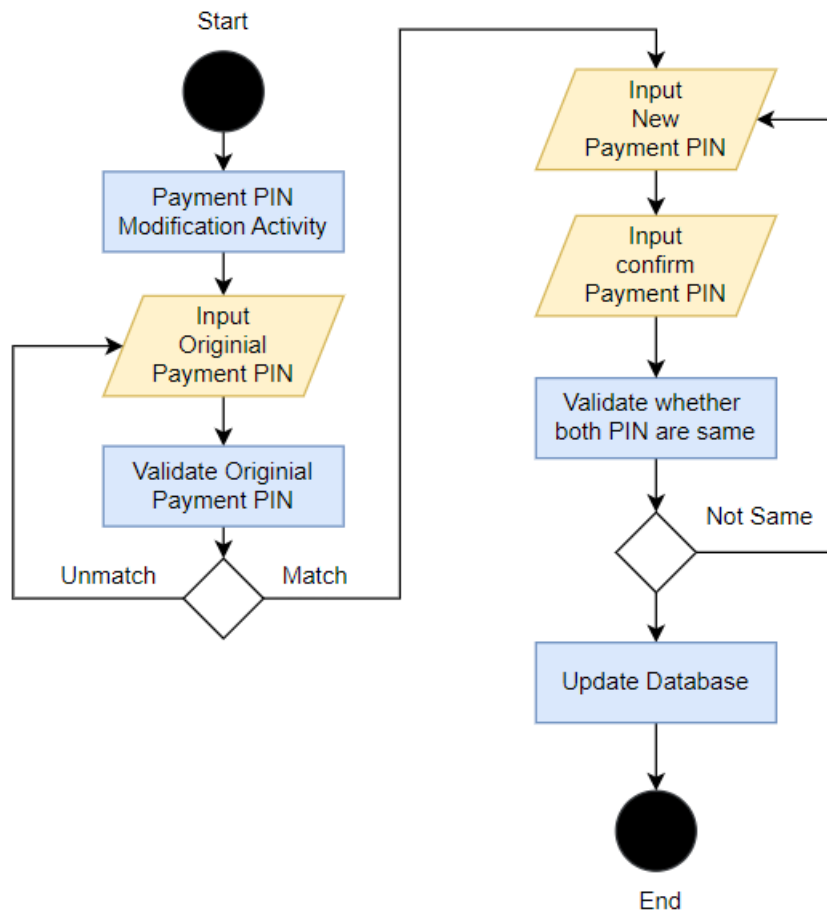 Start
Payment PIN
Modification Activity
Input
Originial
Payment PIN
Validate Originial
Payment PIN
Unmatch
Match
Input
New
Payment PIN
Input
confirm
Payment PIN
Validate whether
both PIN are same
Not Same
Update Database
End